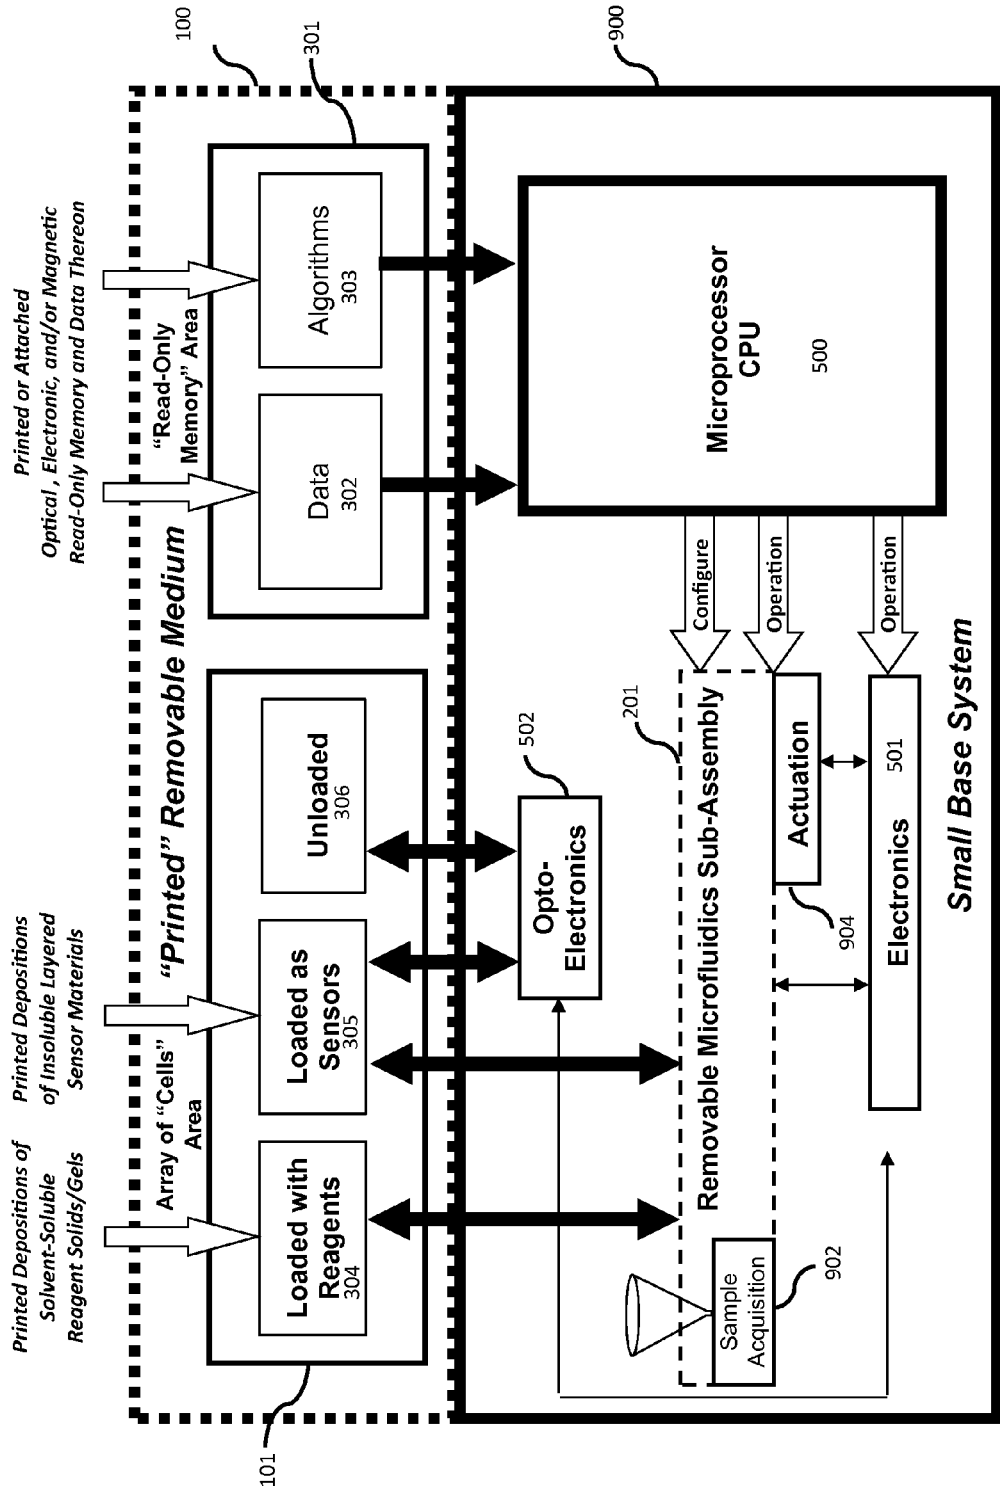 Printed Depositions of
Solvent-Soluble
Reagent Solids/Gels
Printed Depositions
of Insoluble Layered
Sensor Materials
Printed or Attached
Optical , Electronic, and/or Magnetic
Read-Only Memory and Data Thereon
100
301
101
"Printed" Removable Medium
Array of "Cells"
Area
"Read-Only
Memory" Area
Loaded with
Reagents
304
Loaded as
Sensors
305
Unloaded
306
Data
302
Algorithms
303
900
Opto-
Electronics
502
Microprocessor
CPU
500
Configure
Operation
Operation
201
Removable Microfluidics Sub-Assembly
Sample
Acquisition
902
Actuation
904
Electronics
501
Small Base System